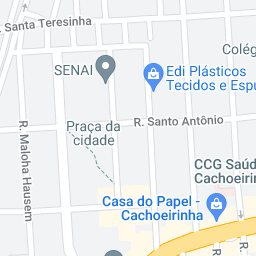 R. Santa Teresinha
Colég
SENAI
Edi Plásticos
Tecidos e Espu
R. Santo Antônio
Praça da
cidade
R. Maloha Hausem
CCG Saúd
Cachoeirin
Casa do Papel -
Cachoeirinha
R.
R.